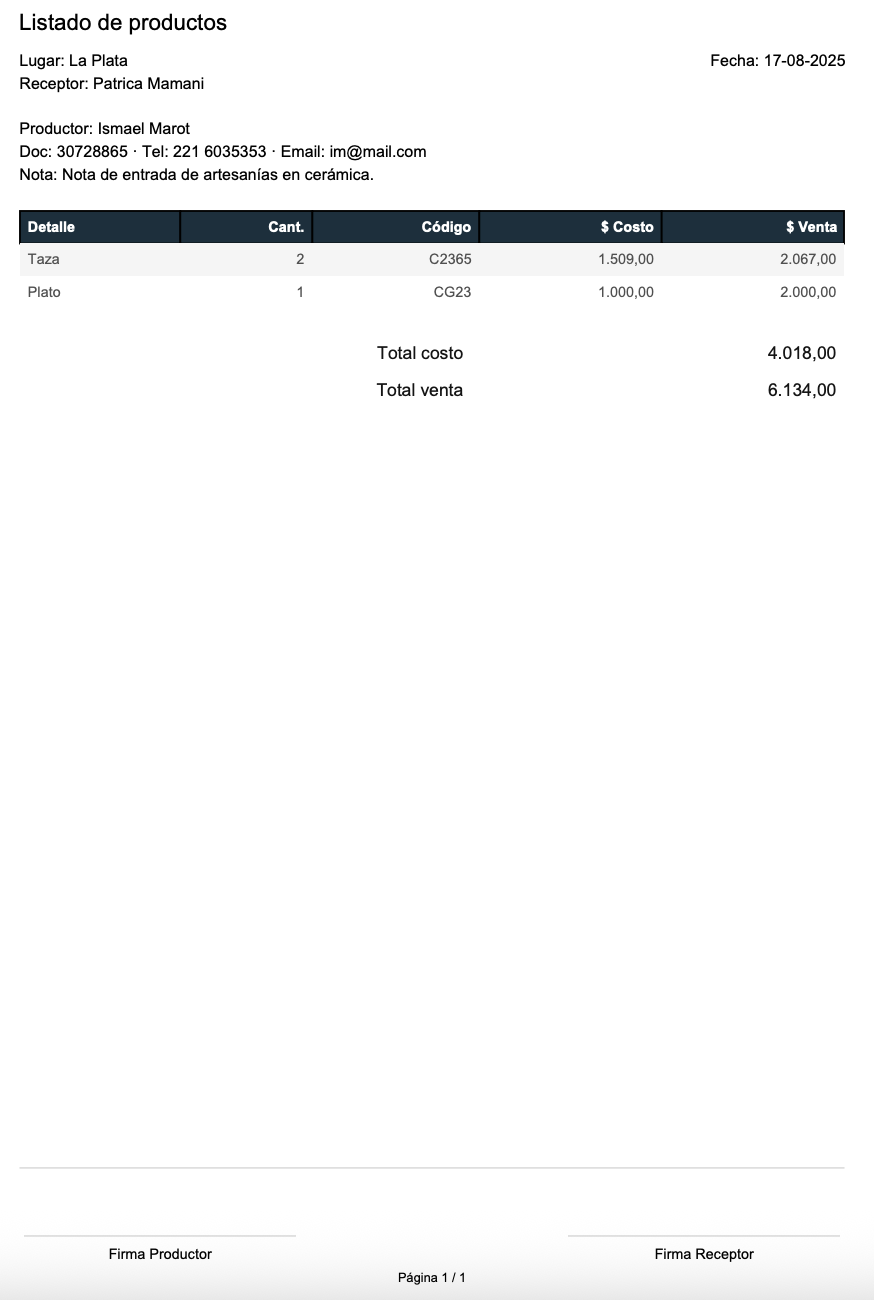 Listado de productos
Lugar: La Plata Fecha: 17-08-2025
Receptor: Patrica Mamani
Productor: Ismael Marot
Doc: 30728865 · Tel: 221 6035353 · Email: im@mail.com
Nota: Nota de entrada de artesanías en cerámica.
Detalle Cant. Código $ Costo $ Venta
Taza 2 C2365 1.509,00 2.067,00
Plato 1 CG23 1.000,00 2.000,00
Total costo 4.018,00
Total venta 6.134,00
Firma Productor Firma Receptor
Página 1 / 1